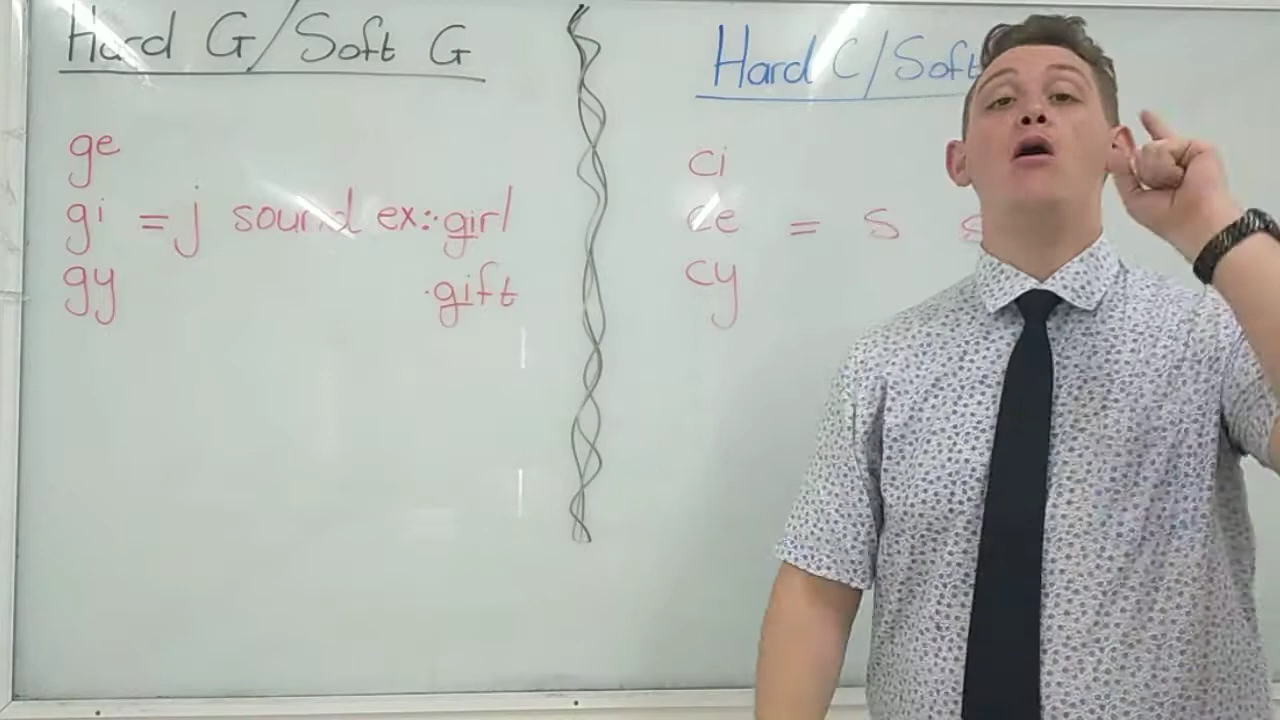 Hard G/Soft G
ge
gi = j sound ex: · girl
gy · gift
Hard C/Soft
ci
ce = s s
cy